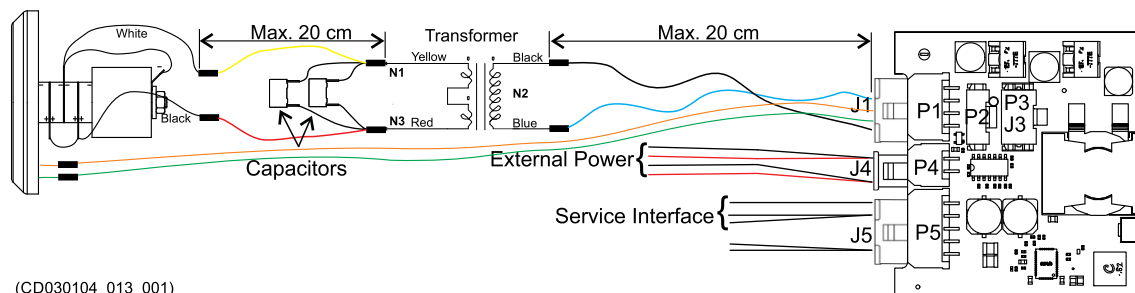 White
Max. 20 cm
Transformer
Max. 20 cm
Yellow
Black
N1
N2
N3
Red
Blue
Black
Capacitors
J1
P1
P2
P3
J3
External Power
J4
P4
Service Interface
J5
P5
(CD030104_013_001)